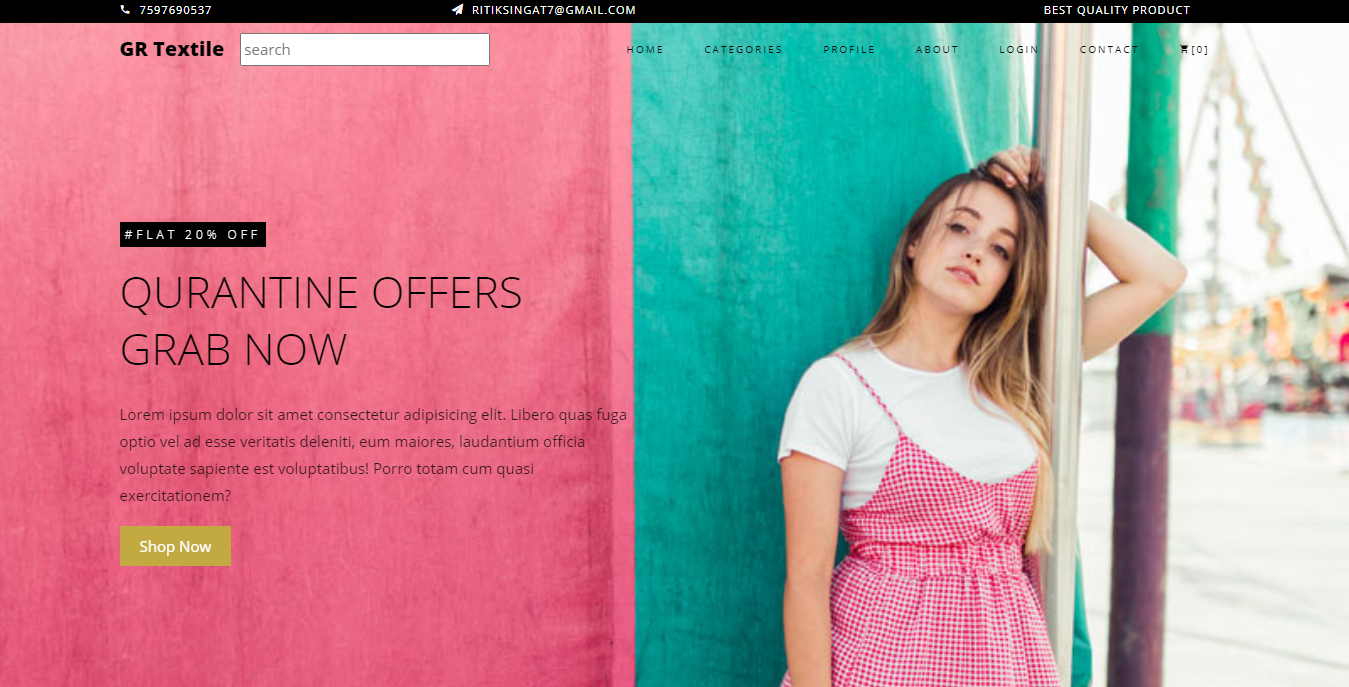 7597690537
RITIKSINGAT7@GMAIL.COM
BEST QUALITY PRODUCT
GR Textile
search
HOME
CATEGORIES
PROFILE
ABOUT
LOGIN
CONTACT
[0]
#FLAT 20% OFF
QURANTINE OFFERS
GRAB NOW
Lorem ipsum dolor sit amet consectetur adipisicing elit. Libero quas fuga
optio vel ad esse veritatis deleniti, eum maiores, laudantium officia
voluptate sapiente est voluptatibus! Porro totam cum quasi
exercitationem?
Shop Now